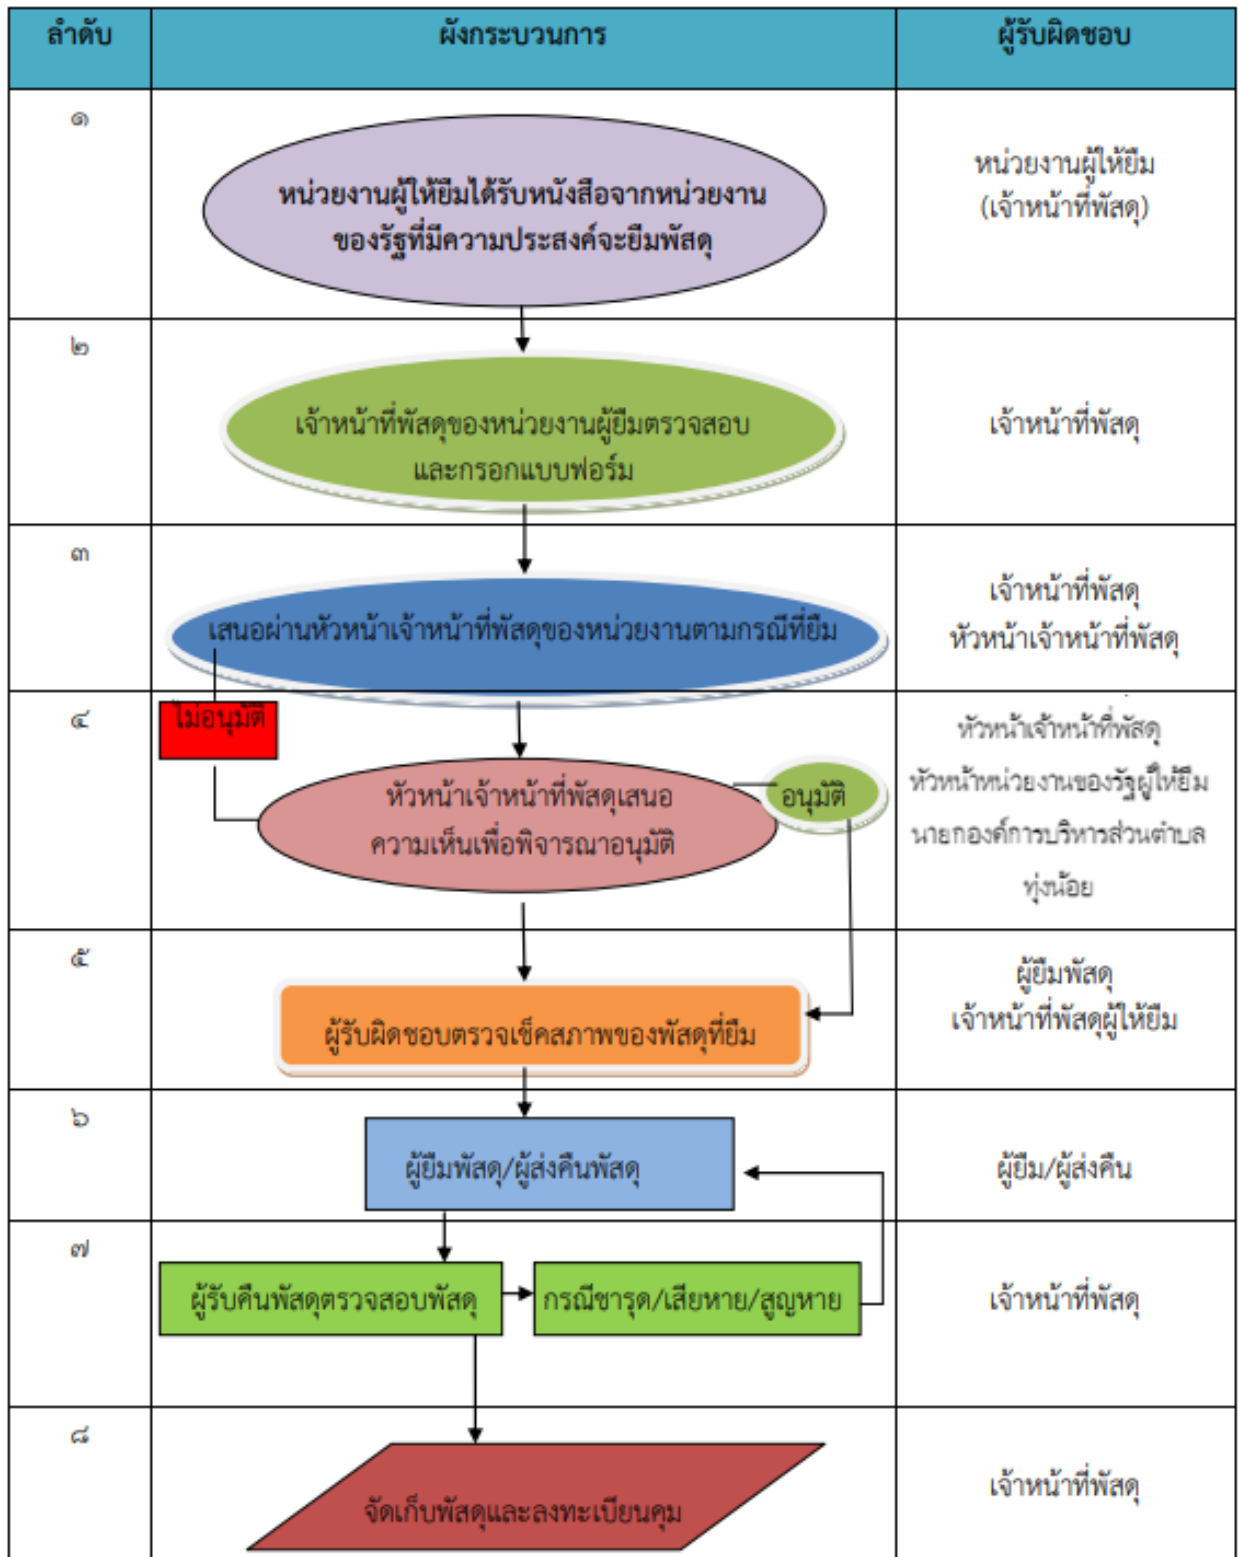 ลำดับ
ผังกระบวนการ
ผู้รับผิดชอบ
๑
หน่วยงานผู้ให้ยืมได้รับหนังสือจากหน่วยงาน
ของรัฐที่มีความประสงค์จะยืมพัสดุ
หน่วยงานผู้ให้ยืม
(เจ้าหน้าที่พัสดุ)
๒
เจ้าหน้าที่พัสดุของหน่วยงานผู้ยืมตรวจสอบ
และกรอกแบบฟอร์ม
เจ้าหน้าที่พัสดุ
๓
เสนอผ่านหัวหน้าเจ้าหน้าที่พัสดุของหน่วยงานตามกรณีที่ยืม
เจ้าหน้าที่พัสดุ
หัวหน้าเจ้าหน้าที่พัสดุ
๔
ไม่อนุมัติ
หัวหน้าเจ้าหน้าที่พัสดุเสนอ
ความเห็นเพื่อพิจารณาอนุมัติ
อนุมัติ
หัวหน้าเจ้าหน้าที่พัสดุ
หัวหน้าหน่วยงานของรัฐผู้ให้ยืม
นายกองค์การบริหารส่วนตำบล
ทุ่งน้อย
๕
ผู้รับผิดชอบตรวจเช็คสภาพของพัสดุที่ยืม
ผู้ยืมพัสดุ
เจ้าหน้าที่พัสดุผู้ให้ยืม
๖
ผู้ยืมพัสดุ/ผู้ส่งคืนพัสดุ
ผู้ยืม/ผู้ส่งคืน
๗
ผู้รับคืนพัสดุตรวจสอบพัสดุ
กรณีชารุด/เสียหาย/สูญหาย
เจ้าหน้าที่พัสดุ
๘
จัดเก็บพัสดุและลงทะเบียนคุม
เจ้าหน้าที่พัสดุ